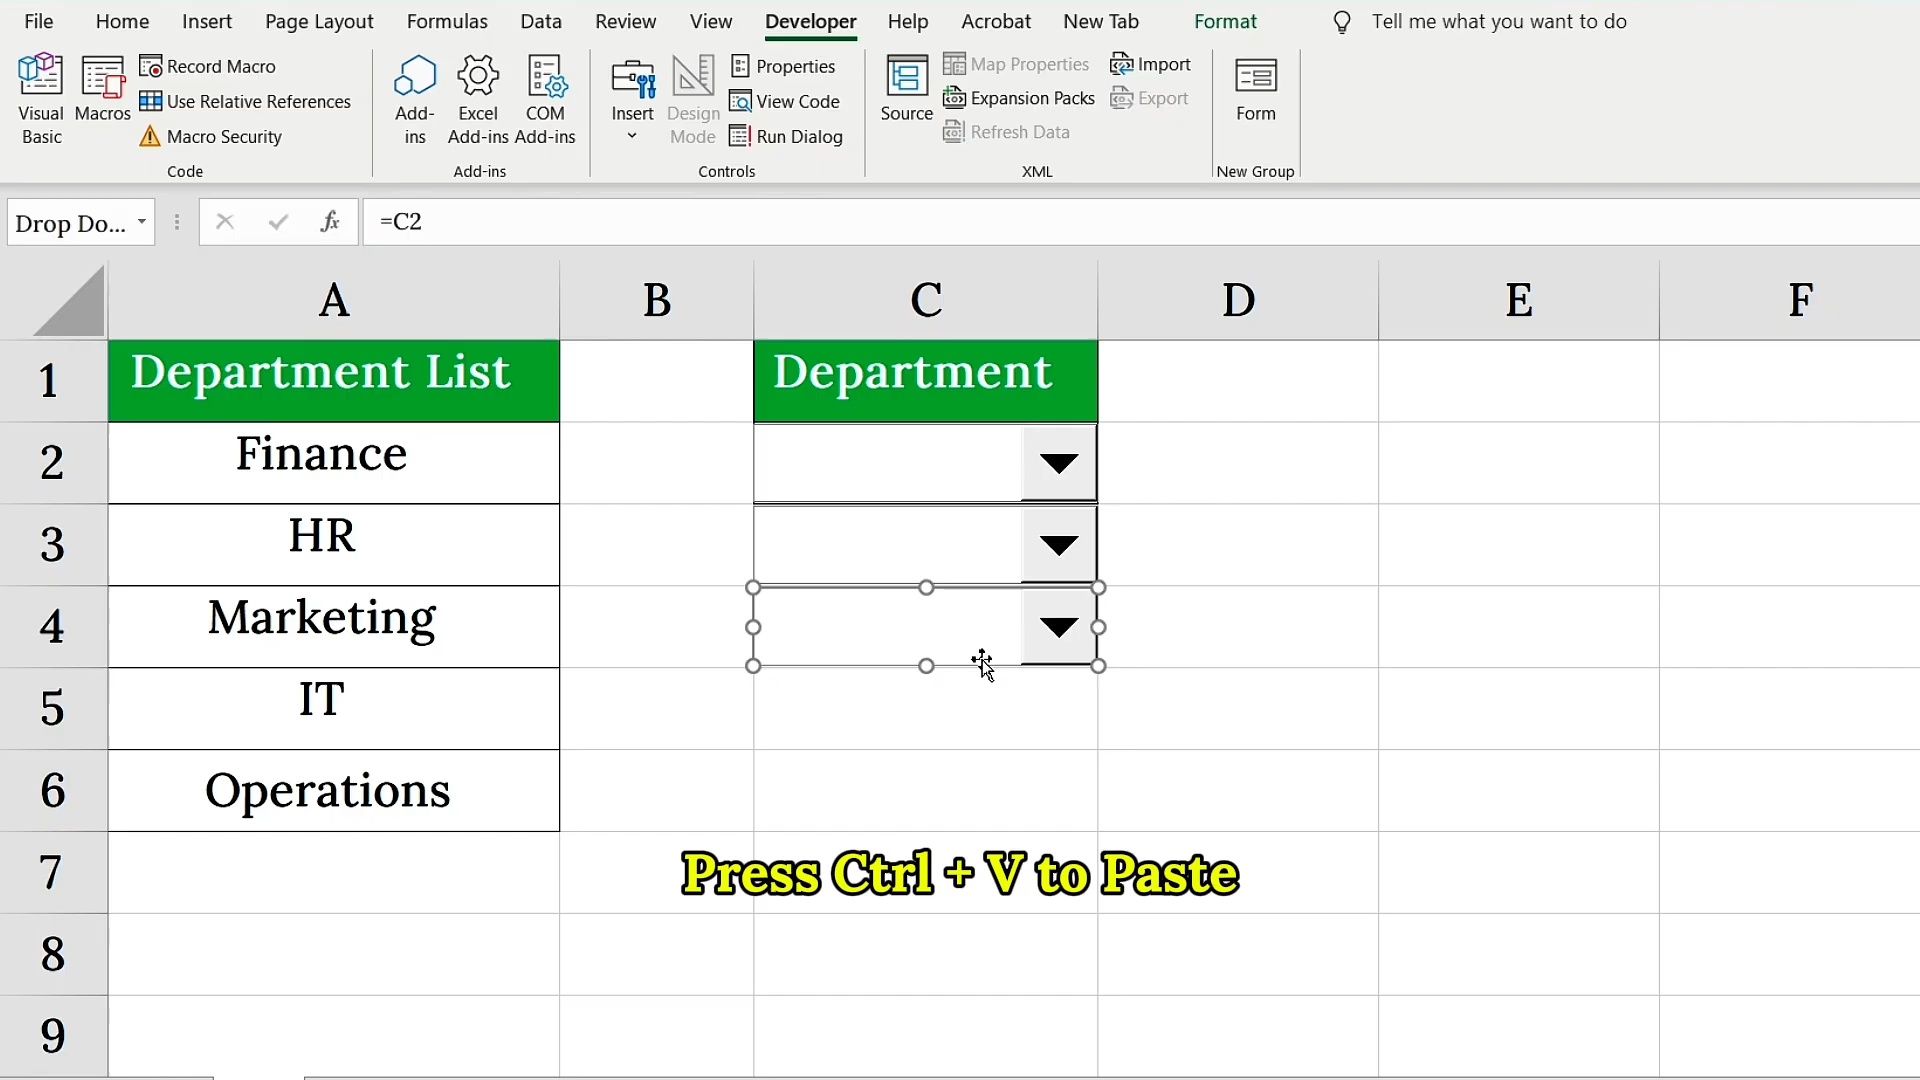 File Home Insert Page Layout Formulas Data Review View Developer Help Acrobat New Tab Format Tell me what you want to do
Visual Basic
Macros
Record Macro
Use Relative References
Macro Security
Code
Add-ins
Excel Add-ins
COM Add-ins
Add-ins
Insert
Design Mode
Properties
View Code
Run Dialog
Controls
Source
Map Properties
Expansion Packs
Refresh Data
Import
Export
XML
Form
New Group
Drop Do... fx =C2
A B C D E F
1 Department List Department
2 Finance
3 HR
4 Marketing
5 IT
6 Operations
7 Press Ctrl + V to Paste
8
9